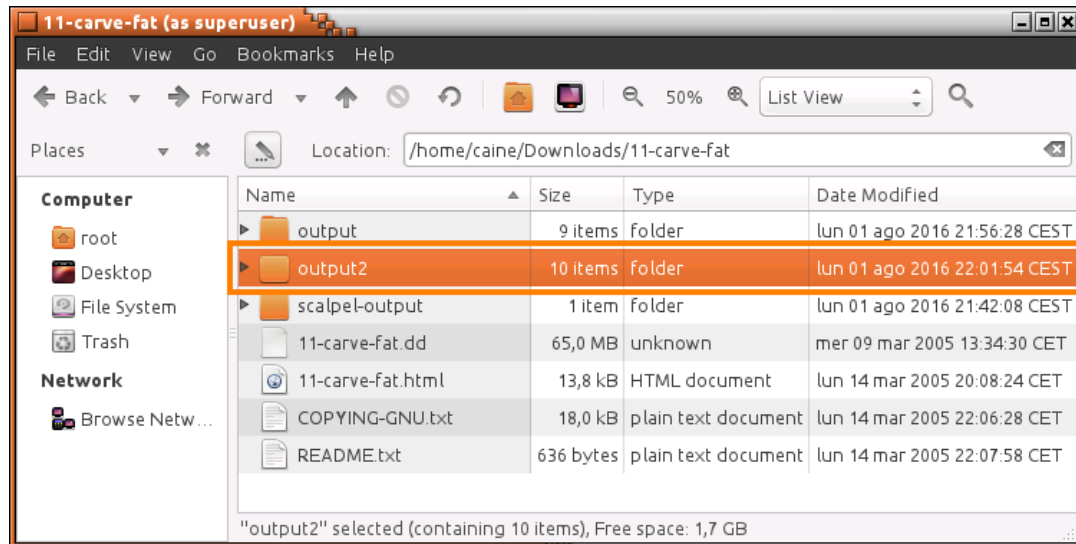 11-carve-fat (as superuser)
File Edit View Go Bookmarks Help
Back Forward 50% List View
Places Location: /home/caine/Downloads/11-carve-fat
Computer
root
Desktop
File System
Trash
Network
Browse Netw...
Name Size Type Date Modified
output 9 items folder lun 01 ago 2016 21:56:28 CEST
output2 10 items folder lun 01 ago 2016 22:01:54 CEST
scalpel-output 1 item folder lun 01 ago 2016 21:42:08 CEST
11-carve-fat.dd 65,0 MB unknown mer 09 mar 2005 13:34:30 CET
11-carve-fat.html 13,8 kB HTML document lun 14 mar 2005 20:08:24 CET
COPYING-GNU.txt 18,0 kB plain text document lun 14 mar 2005 22:06:28 CET
README.txt 636 bytes plain text document lun 14 mar 2005 22:07:58 CET
"output2" selected (containing 10 items), Free space: 1,7 GB